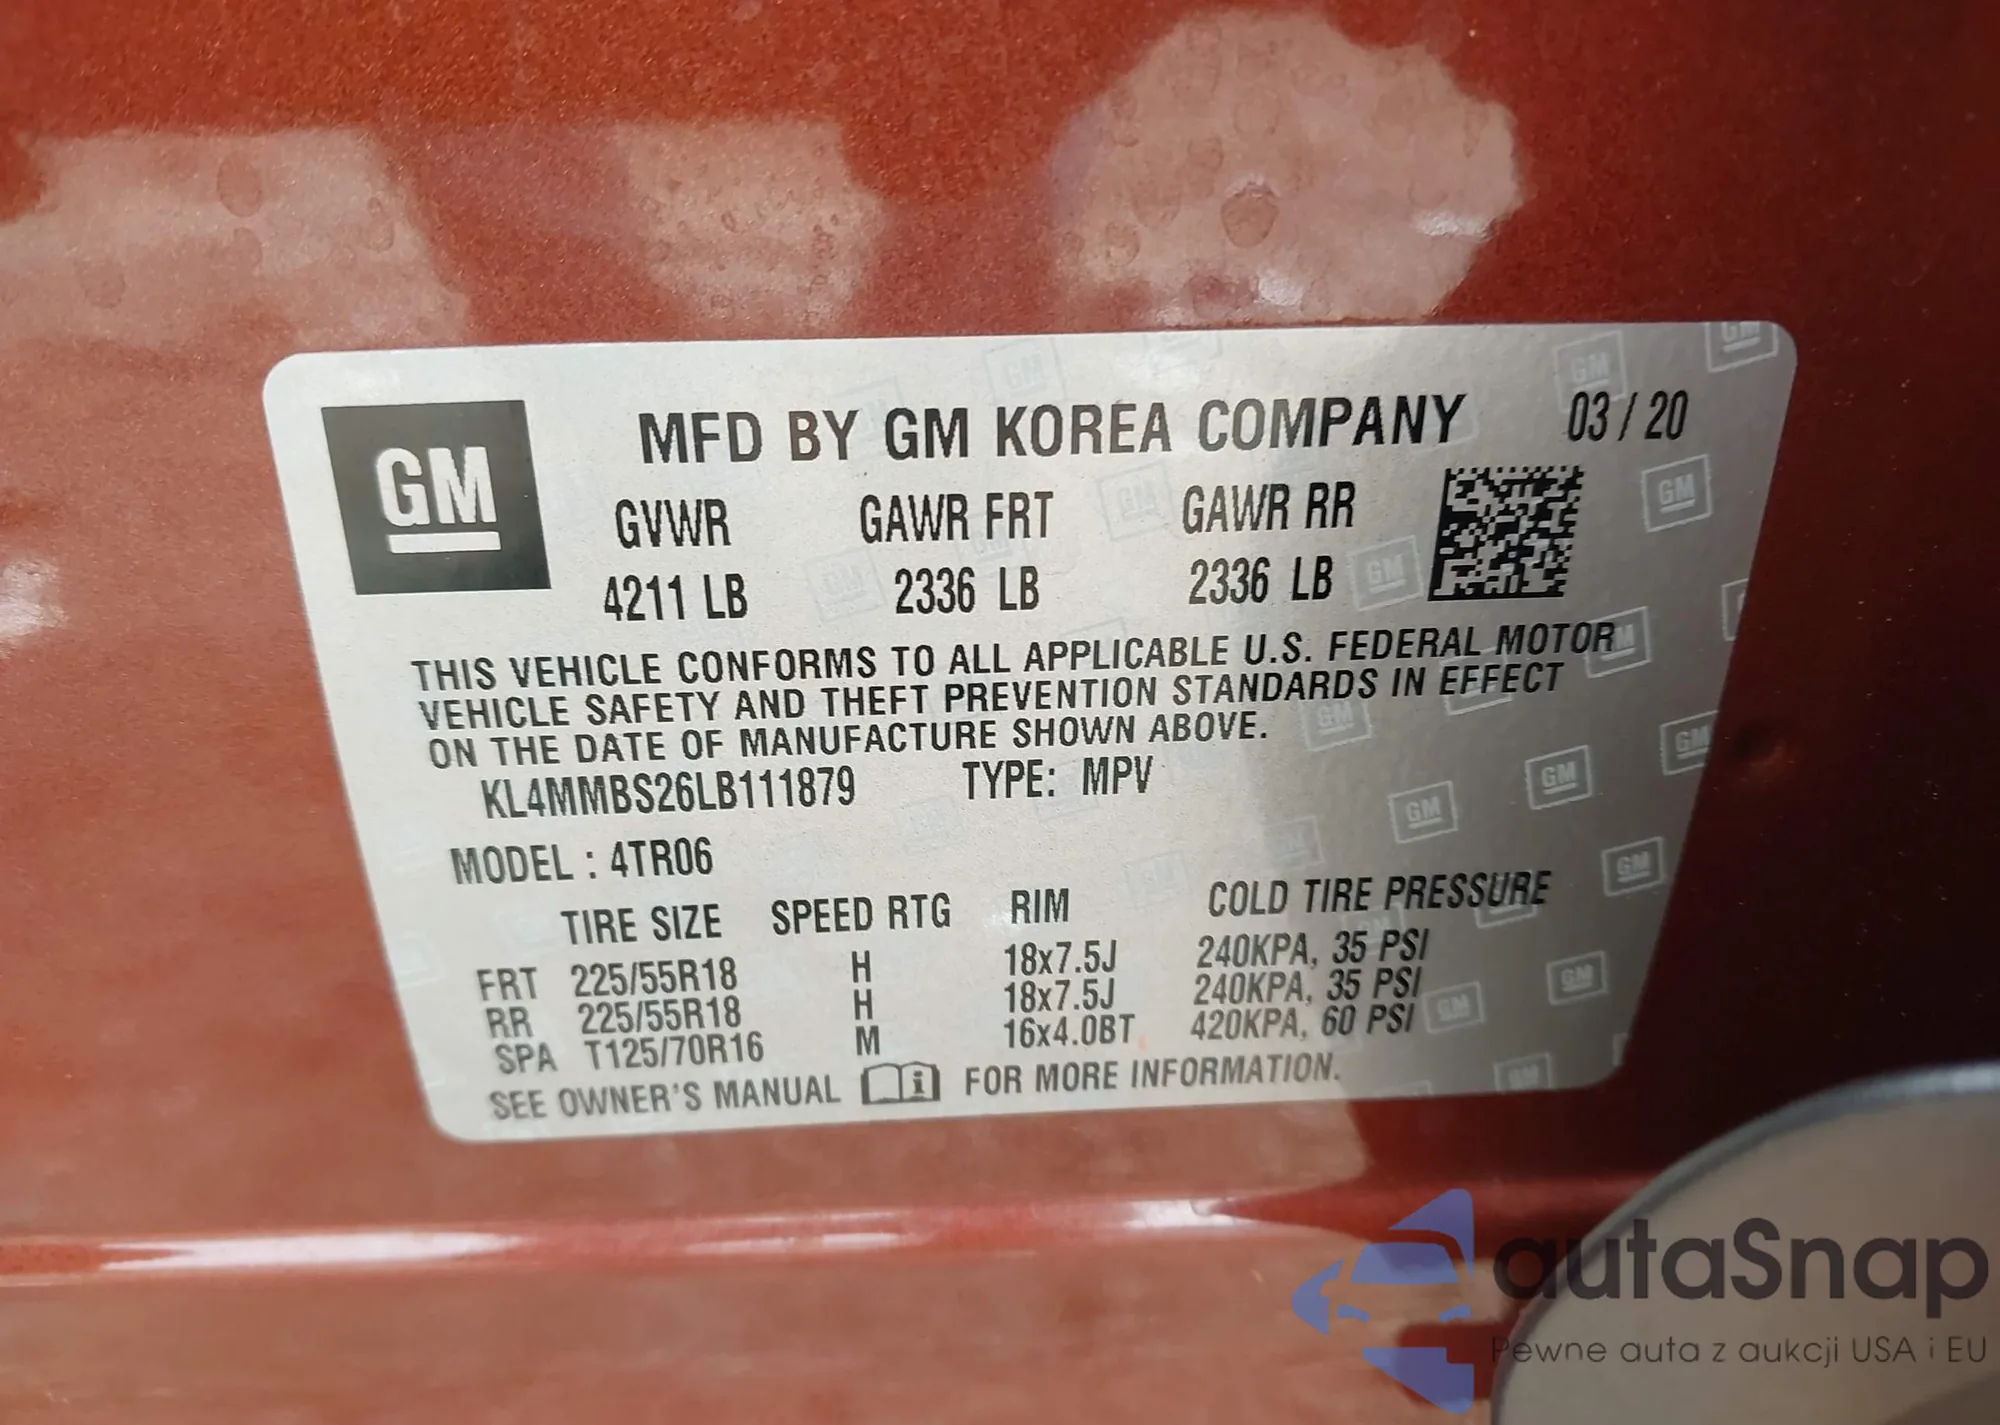 GM
MFD BY GM KOREA COMPANY 03 / 20
GVWR GAWR FRT GAWR RR
4211 LB 2336 LB 2336 LB
THIS VEHICLE CONFORMS TO ALL APPLICABLE U.S. FEDERAL MOTOR
VEHICLE SAFETY AND THEFT PREVENTION STANDARDS IN EFFECT
ON THE DATE OF MANUFACTURE SHOWN ABOVE.
KL4MMBS26LB111879 TYPE: MPV
MODEL : 4TR06
TIRE SIZE SPEED RTG RIM COLD TIRE PRESSURE
FRT 225/55R18 H 18x7.5J 240KPA, 35 PSI
RR 225/55R18 H 18x7.5J 240KPA, 35 PSI
SPA T125/70R16 M 16x4.0BT 420KPA, 60 PSI
SEE OWNER'S MANUAL i FOR MORE INFORMATION.
autaSnap
Pewne auta z aukcji USA i EU